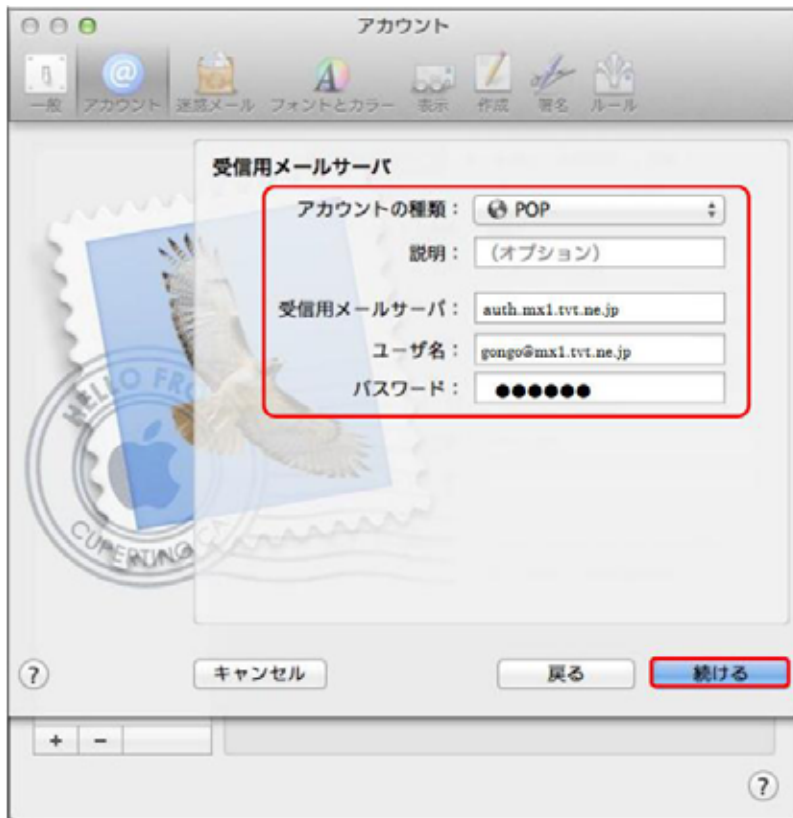 アカウント
一般 アカウント 迷惑メール フォントとカラー 表示 作成 署名 ルール
受信用メールサーバ
アカウントの種類： POP
説明： （オプション）
受信用メールサーバ： auth.mx1.tvt.ne.jp
ユーザ名： gongo@mx1.tvt.ne.jp
パスワード： ●●●●●●
HELLO FRO
CUPERTINO CA
? キャンセル 戻る 続ける
+ −
?